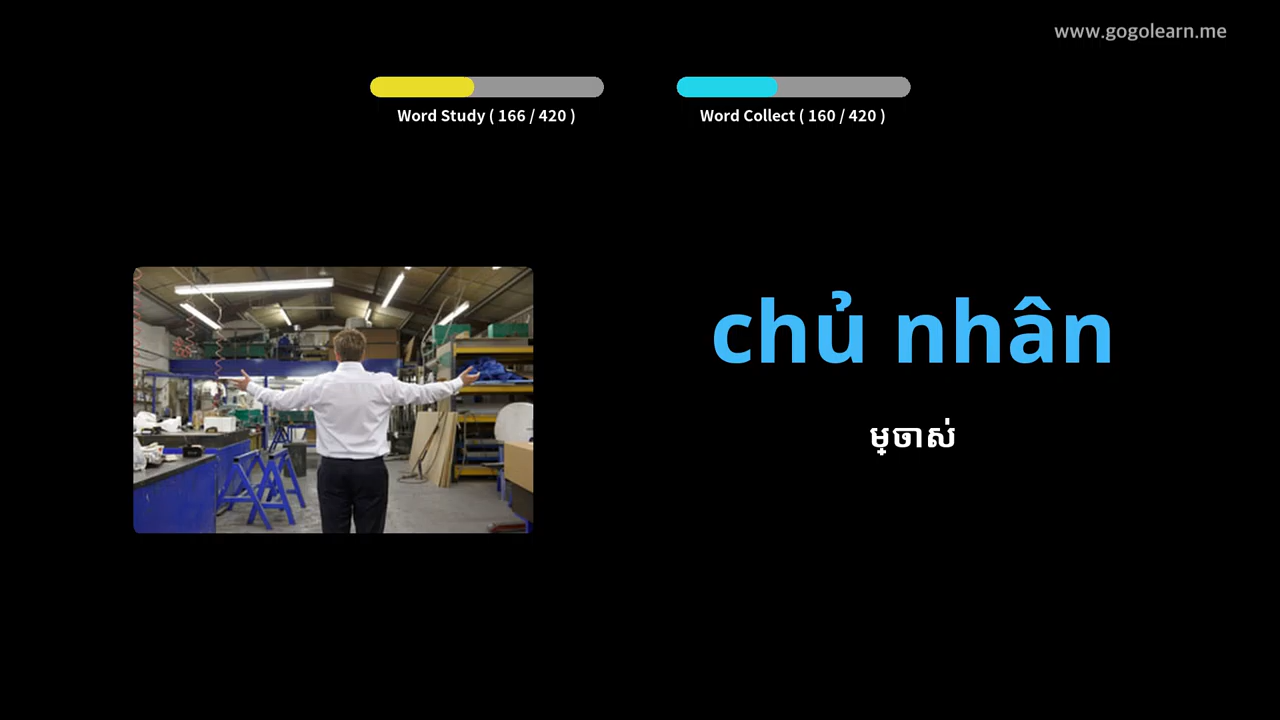 www.gogolearn.me
Word Study ( 166 / 420 )
Word Collect ( 160 / 420 )
chủ nhân
ម្ចាស់